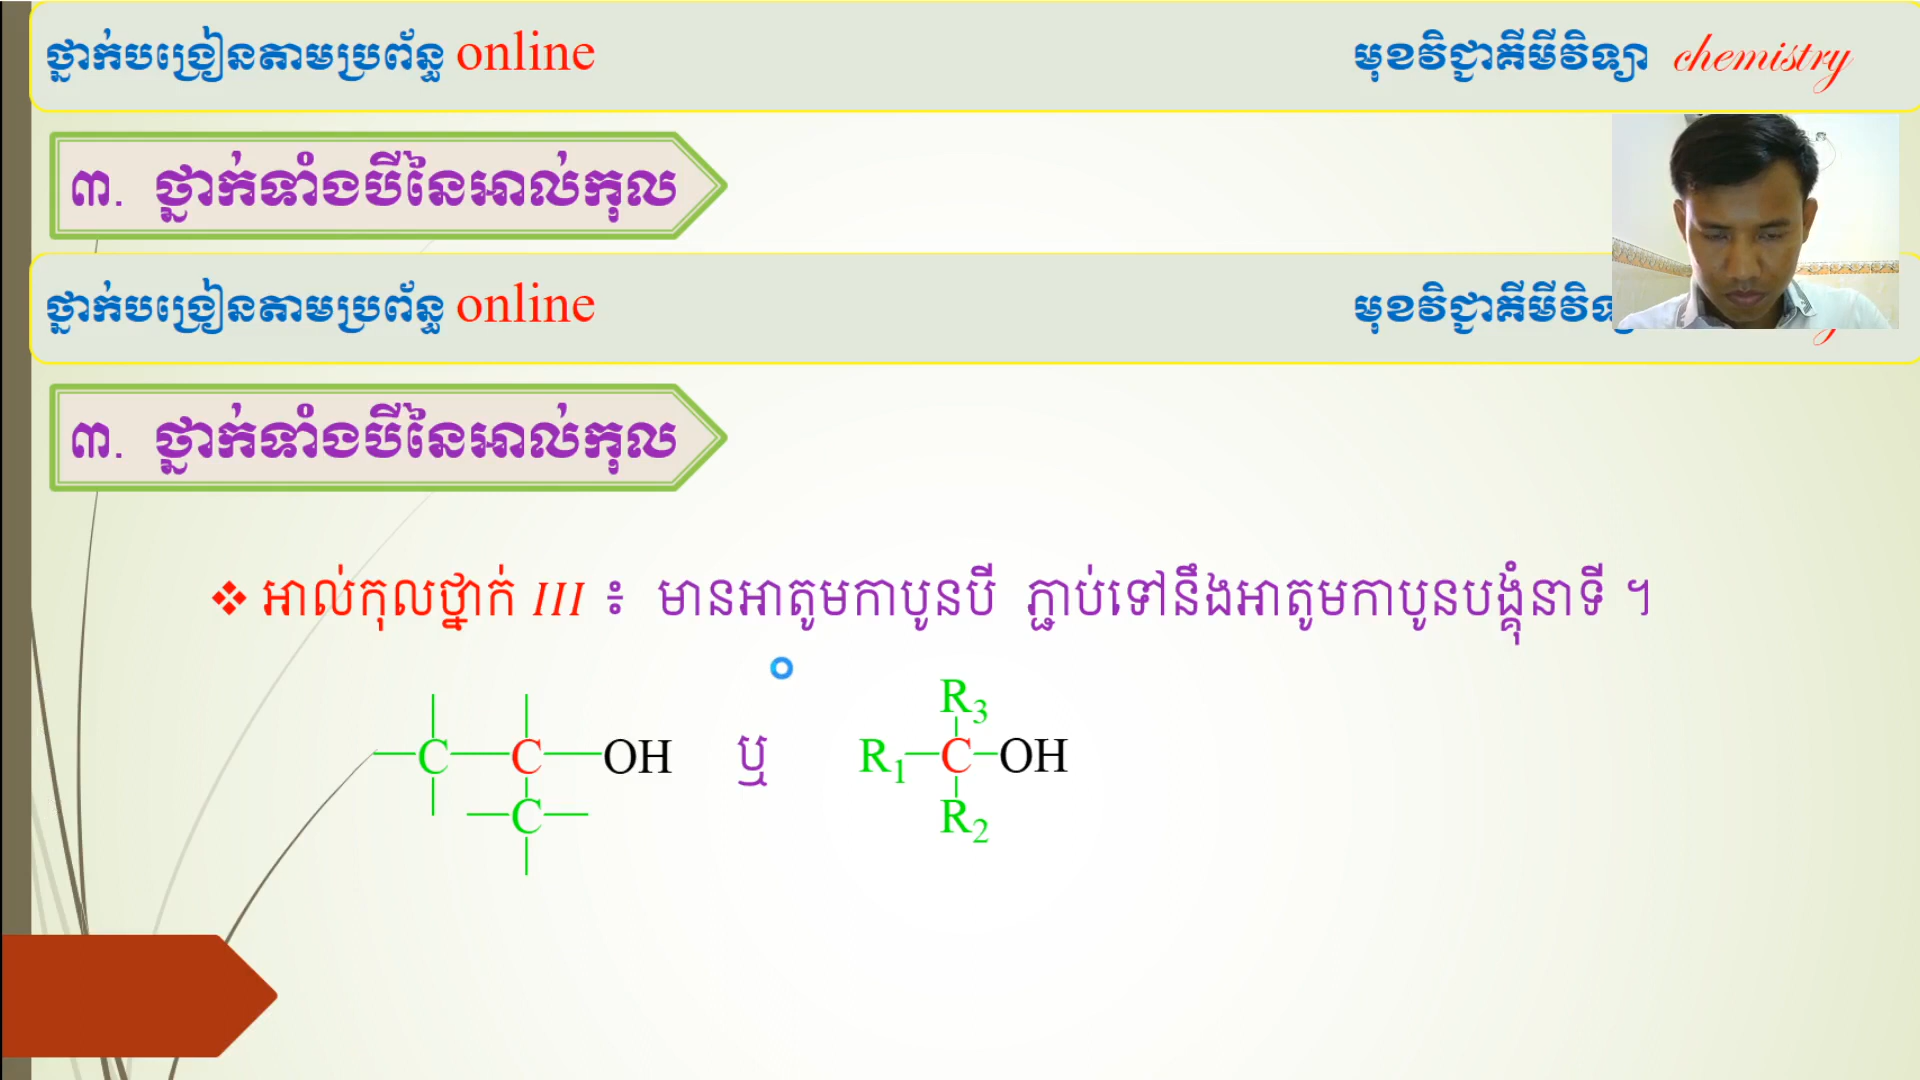 ថ្នាក់បង្រៀនតាមប្រព័ន្ធ online មុខវិជ្ជាគីមីវិទ្យា chemistry
៣. ថ្នាក់ទាំងបីនៃអាល់កុល
ថ្នាក់បង្រៀនតាមប្រព័ន្ធ online មុខវិជ្ជាគីមីវិ
៣. ថ្នាក់ទាំងបីនៃអាល់កុល
❖ អាល់កុលថ្នាក់ III ៖ មានអាតូមកាបូនបី ភ្ជាប់ទៅនឹងអាតូមកាបូនបង្គុំនាទី ។
R₃
C C OH ឬ R₁ C OH
C R₂